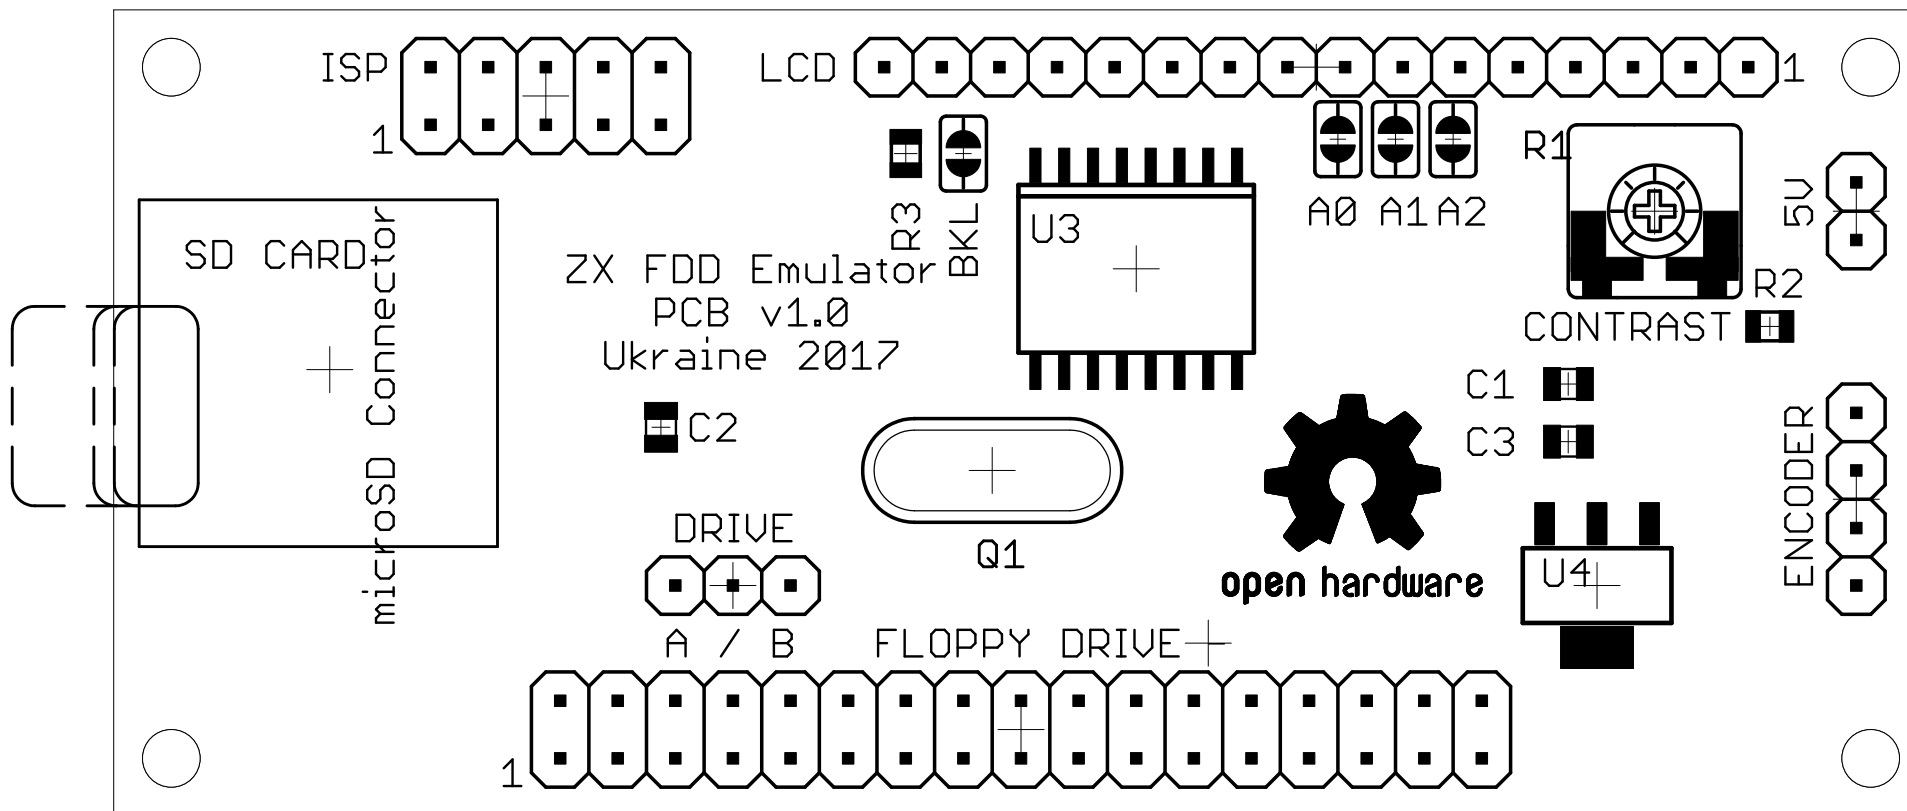 ISP
1
LCD
1
R3
BKL
U3
A0 A1 A2
R1
5V
SD CARD
microSD Connector
ZX FDD Emulator
PCB v1.0
Ukraine 2017
R2
CONTRAST
C1
C2
C3
ENCODER
DRIVE
A / B
Q1
open hardware
U4
FLOPPY DRIVE
1